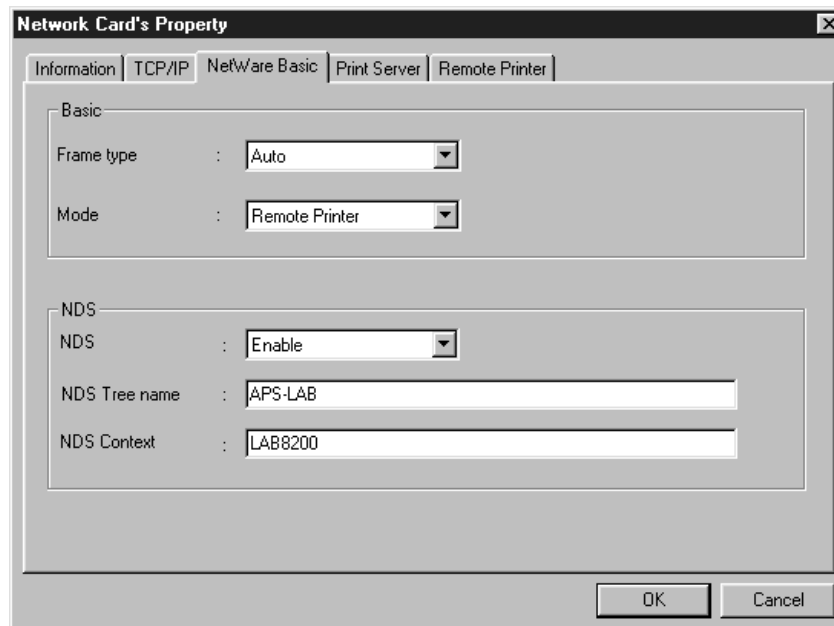 Network Card's Property
Information TCP/IP NetWare Basic Print Server Remote Printer
Basic
Frame type : Auto
Mode : Remote Printer
NDS
NDS : Enable
NDS Tree name : APS-LAB
NDS Context : LAB8200
OK Cancel